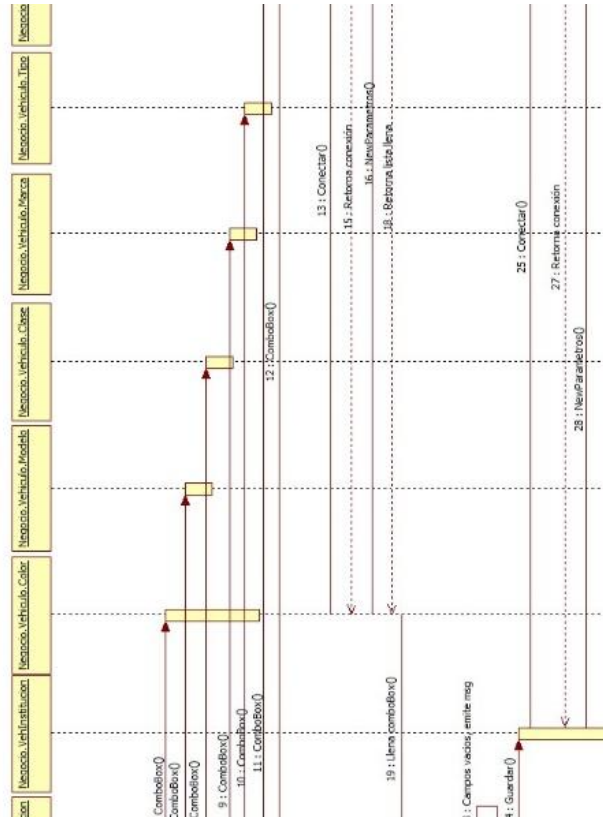 Negocio.Vehiculo.Tipo
Negocio.Vehiculo.Marca
Negocio.Vehiculo.Clase
Negocio.Vehiculo.Modelo
Negocio.Vehiculo.Color
Negocio.VehInstitucion
ComboBox()
ComboBox()
ComboBox()
9 : ComboBox()
10 : ComboBox()
11 : ComboBox()
12 : ComboBox()
13 : Conectar()
15 : Retorna conexión
16 : NewParametros()
18 : Retorna lista llena
19 : Llena comboBox()
: Campos vacios, emite msg
: Guardar()
25 : Conectar()
27 : Retorna conexión
28 : NewParametros()